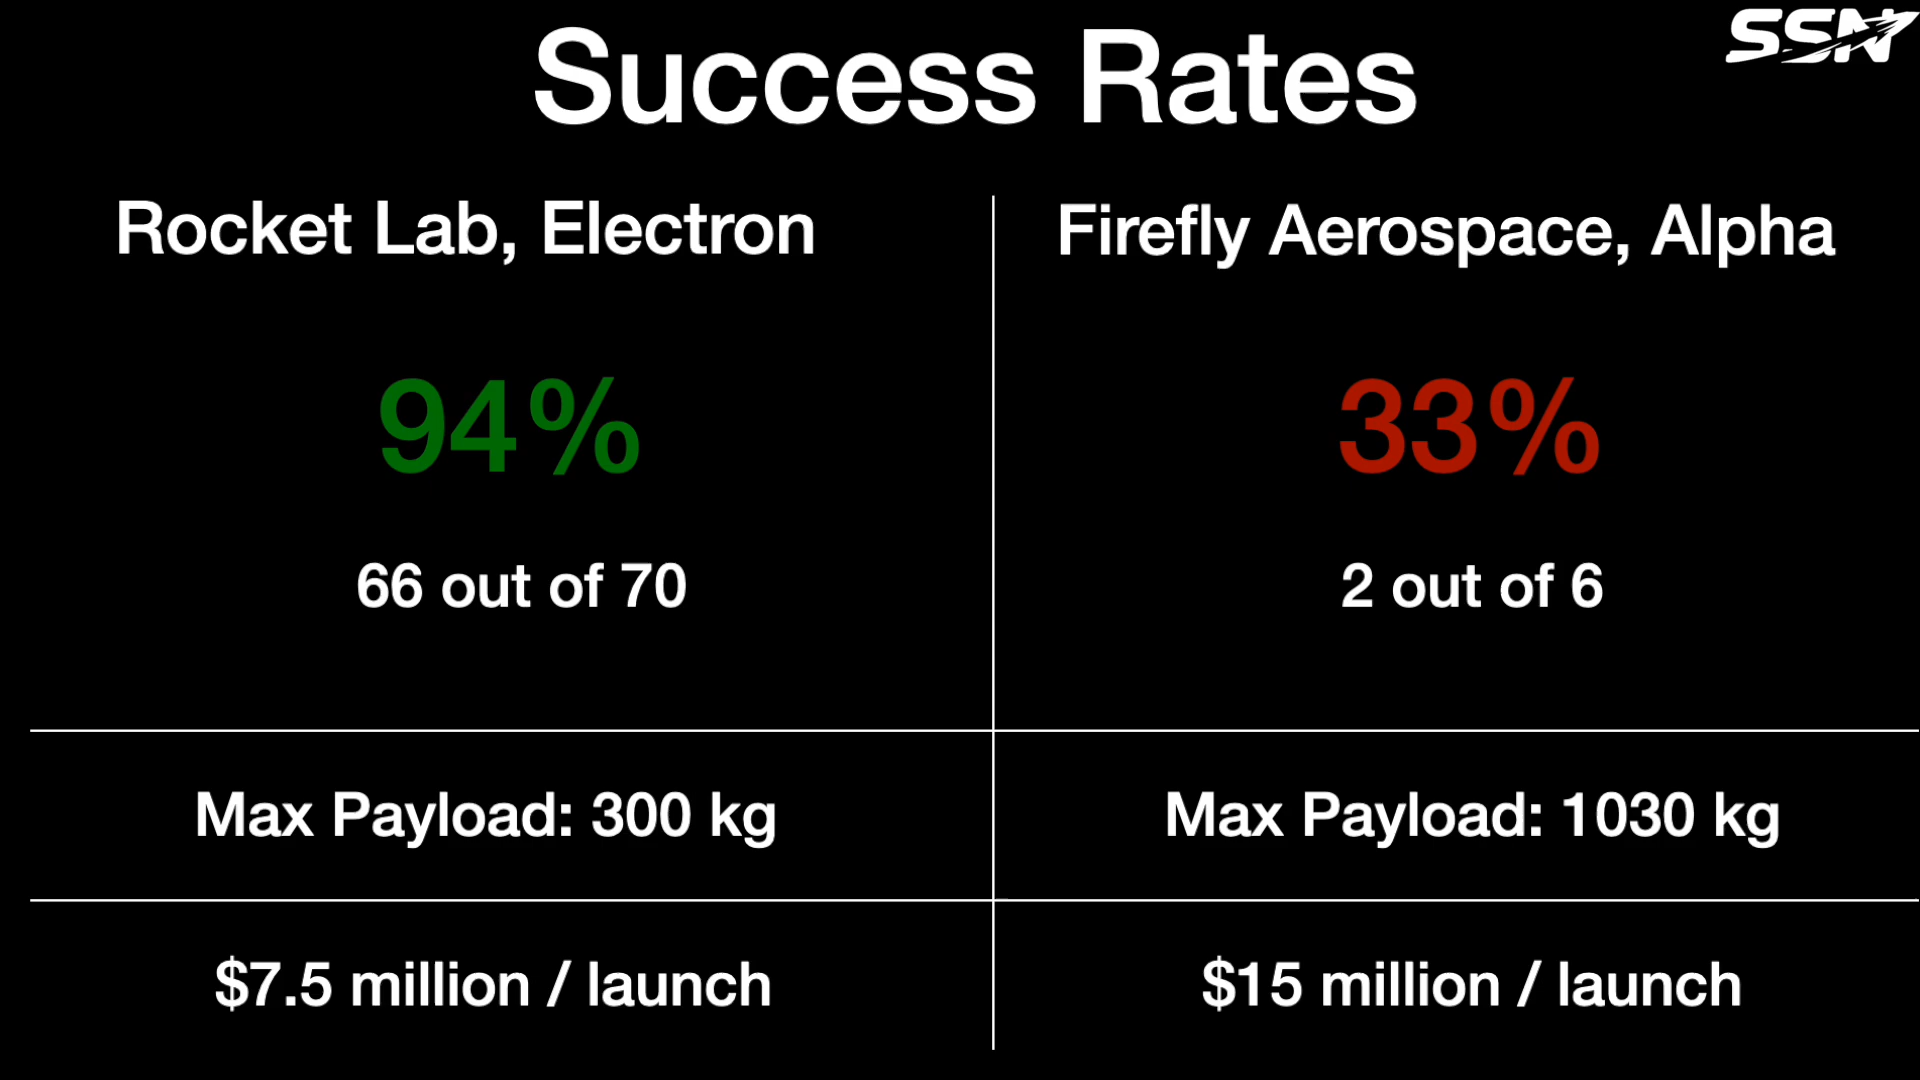 SSN
Success Rates
Rocket Lab, Electron
Firefly Aerospace, Alpha
94%
33%
66 out of 70
2 out of 6
Max Payload: 300 kg
Max Payload: 1030 kg
$7.5 million / launch
$15 million / launch